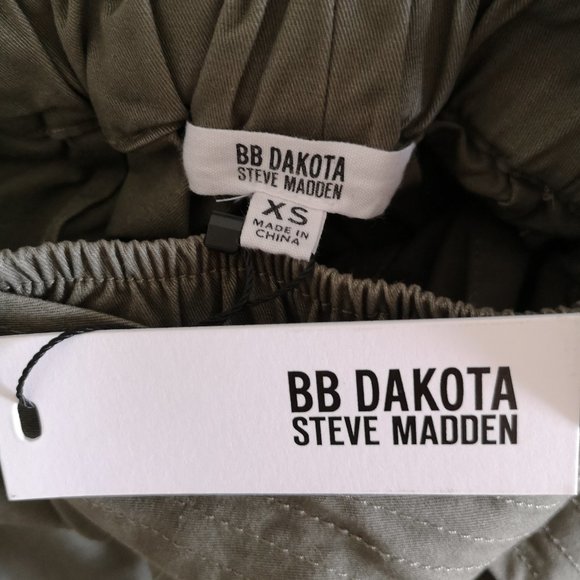 BB DAKOTA
STEVE MADDEN
XS
MADE IN
CHINA
BB DAKOTA
STEVE MADDEN